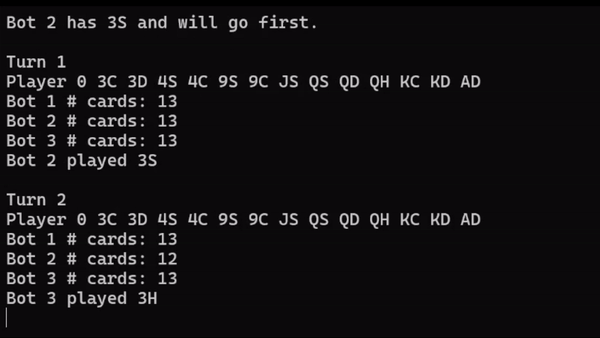 Bot 2 has 3S and will go first.
Turn 1
Player 0 3C 3D 4S 4C 9S 9C JS QS QD QH KC KD AD
Bot 1 # cards: 13
Bot 2 # cards: 13
Bot 3 # cards: 13
Bot 2 played 3S
Turn 2
Player 0 3C 3D 4S 4C 9S 9C JS QS QD QH KC KD AD
Bot 1 # cards: 13
Bot 2 # cards: 12
Bot 3 # cards: 13
Bot 3 played 3H